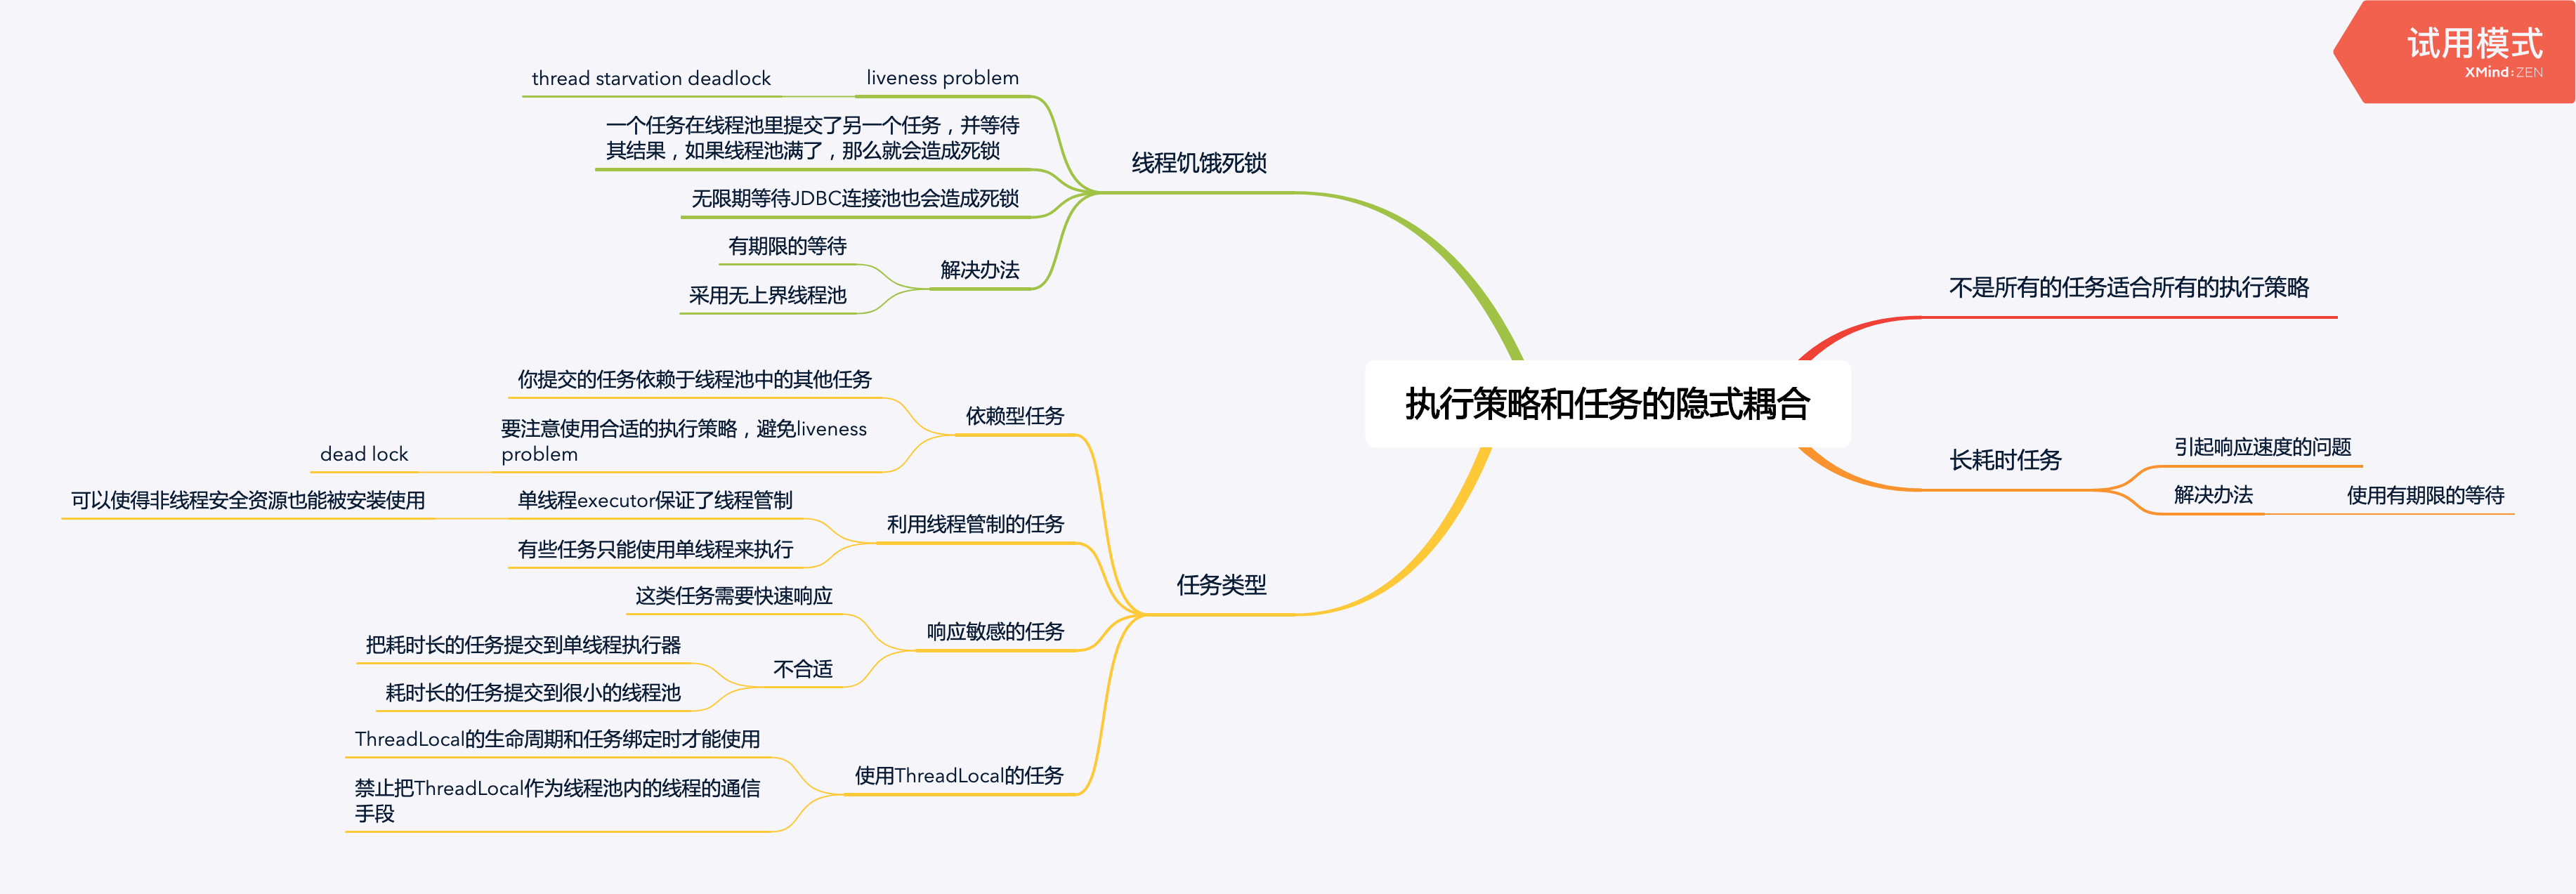 试用模式
XMind:ZEN
执行策略和任务的隐式耦合
不是所有的任务适合所有的执行策略
长耗时任务
引起响应速度的问题
解决办法
使用有期限的等待
线程饥饿死锁
liveness problem
thread starvation deadlock
一个任务在线程池里提交了另一个任务，并等待
其结果，如果线程池满了，那么就会造成死锁
无限期等待JDBC连接池也会造成死锁
解决办法
有期限的等待
采用无上界线程池
任务类型
依赖型任务
你提交的任务依赖于线程池中的其他任务
要注意使用合适的执行策略，避免liveness
problem
dead lock
利用线程管制的任务
单线程executor保证了线程管制
可以使得非线程安全资源也能被安装使用
有些任务只能使用单线程来执行
响应敏感的任务
这类任务需要快速响应
不合适
把耗时长的任务提交到单线程执行器
耗时长的任务提交到很小的线程池
使用ThreadLocal的任务
ThreadLocal的生命周期和任务绑定时才能使用
禁止把ThreadLocal作为线程池内的线程的通信
手段